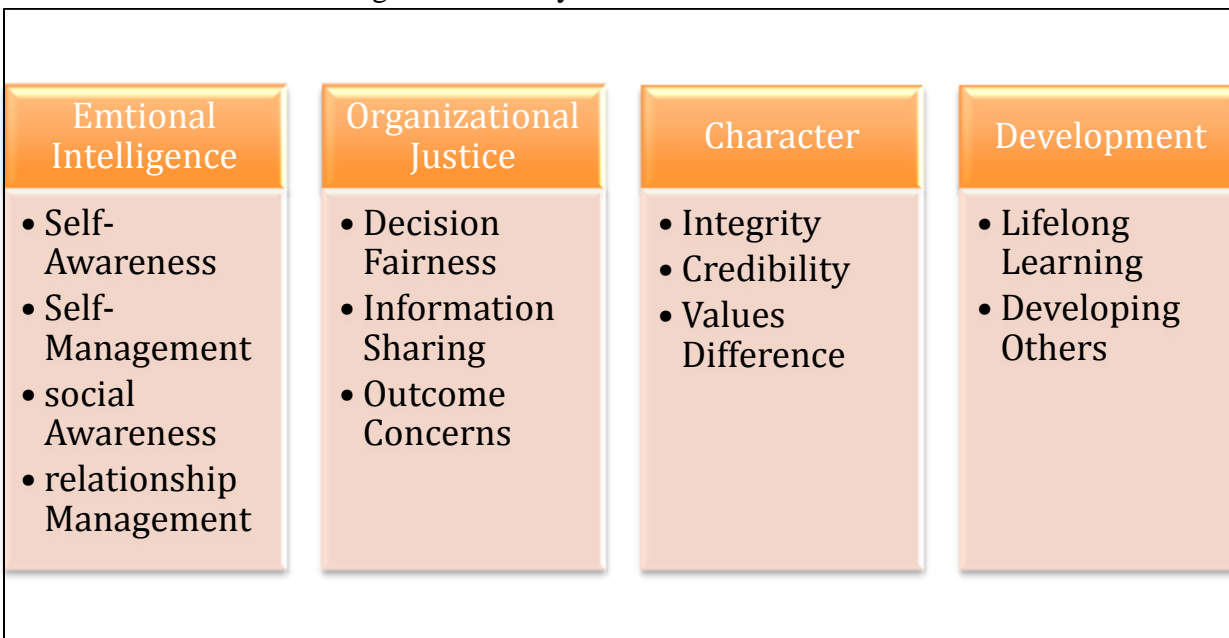 Emtional
Intelligence
• Self-
Awareness
• Self-
Management
• social
Awareness
• relationship
Management
Organizational
Justice
• Decision
Fairness
• Information
Sharing
• Outcome
Concerns
Character
• Integrity
• Credibility
• Values
Difference
Development
• Lifelong
Learning
• Developing
Others